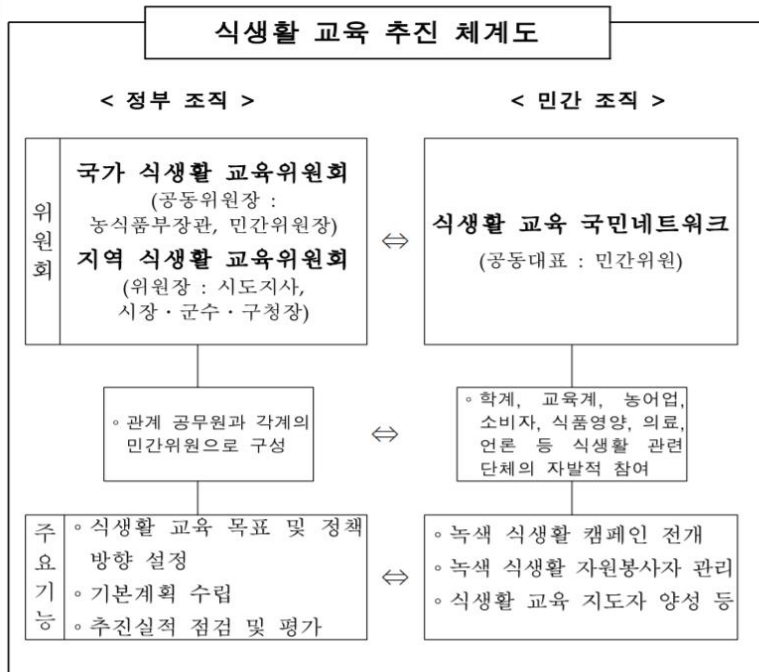 식생활 교육 추진 체계도
< 정부 조직 >
< 민간 조직 >
위원회
국가 식생활 교육위원회
(공동위원장 :
농식품부장관, 민간위원장)
지역 식생활 교육위원회
(위원장 : 시도지사,
시장·군수·구청장)
⇔
식생활 교육 국민네트워크
(공동대표 : 민간위원)
◦ 관계 공무원과 각계의
민간위원으로 구성
⇔
◦ 학계, 교육계, 농어업,
소비자, 식품영양, 의료,
언론 등 식생활 관련
단체의 자발적 참여
주요기능
◦ 식생활 교육 목표 및 정책
방향 설정
◦ 기본계획 수립
◦ 추진실적 점검 및 평가
⇔
◦ 녹색 식생활 캠페인 전개
◦ 녹색 식생활 자원봉사자 관리
◦ 식생활 교육 지도자 양성 등